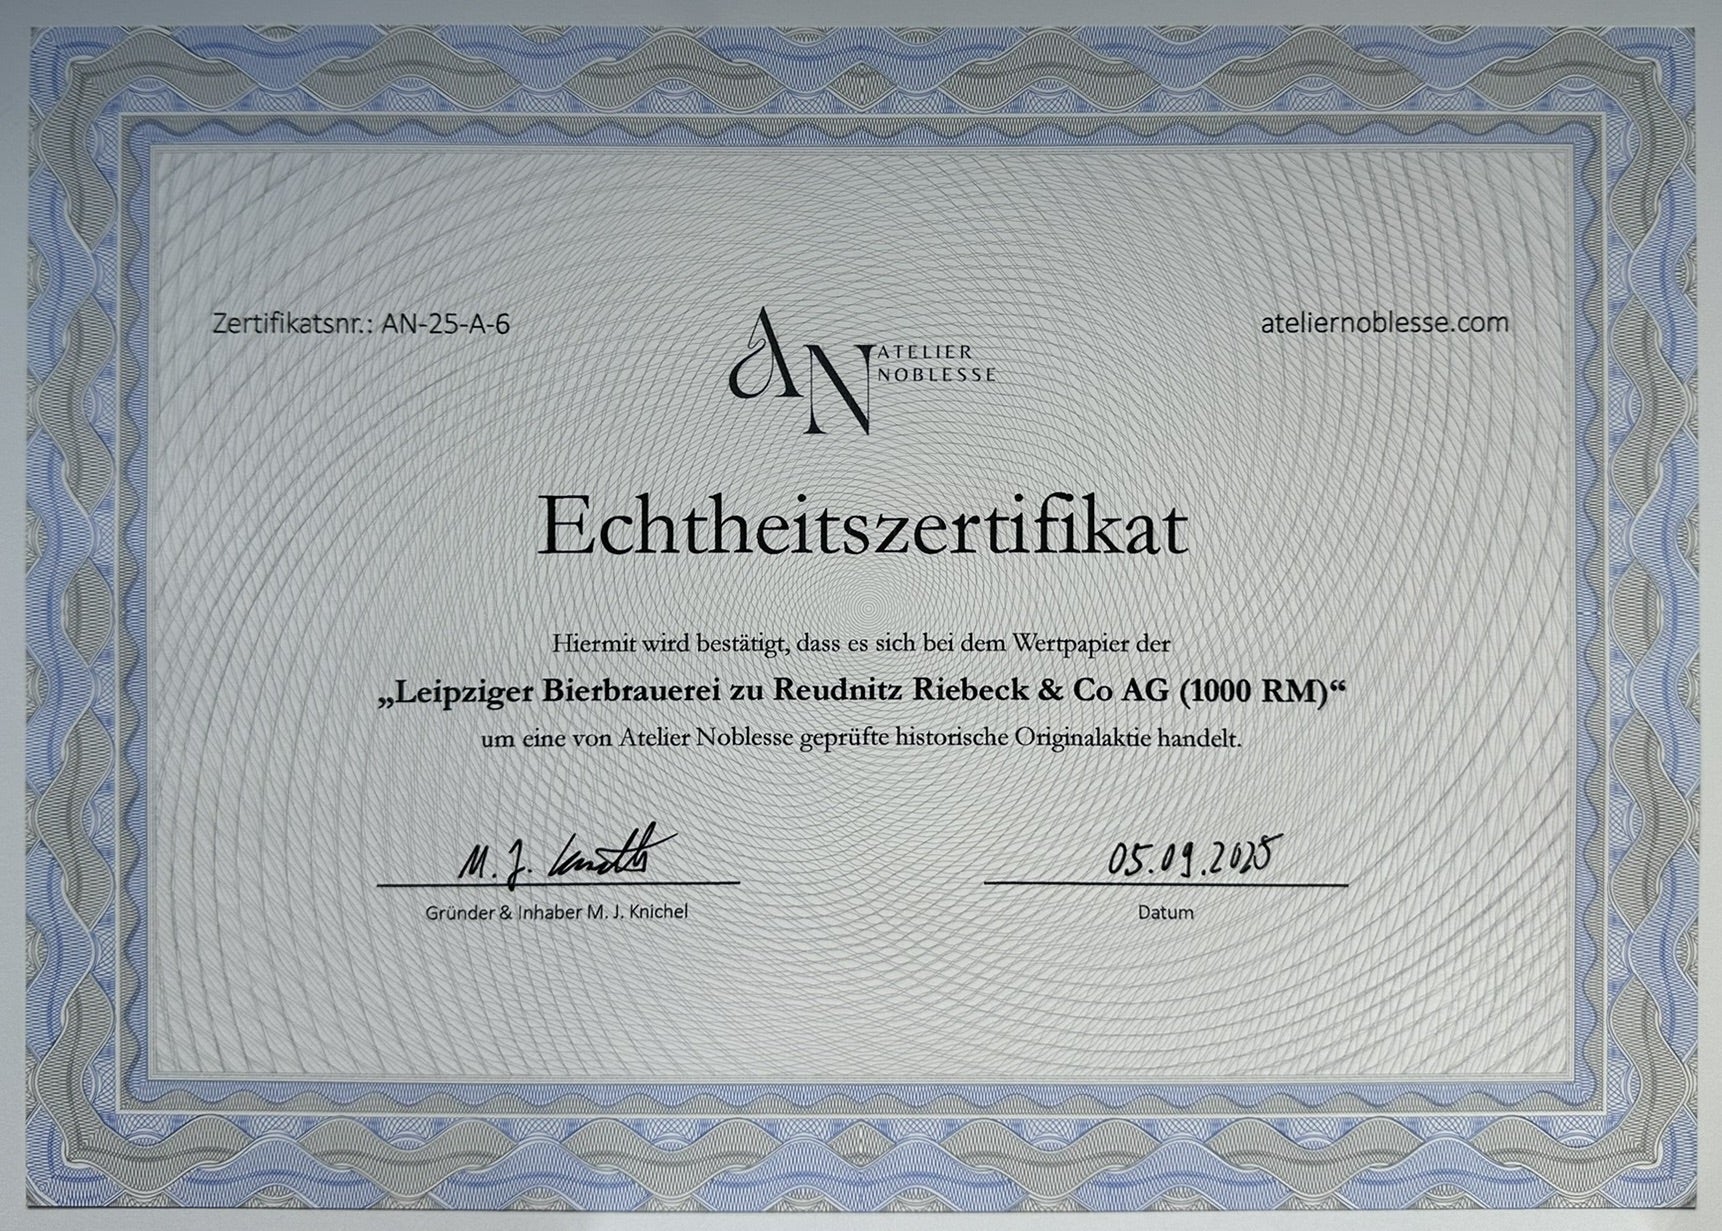 Zertifikatsnr.: AN-25-A-6
ateliernoblesse.com
AN
ATELIER
NOBLESSE
Echtheitszertifikat
Hiermit wird bestätigt, dass es sich bei dem Wertpapier der
„Leipziger Bierbrauerei zu Reudnitz Riebeck & Co AG (1000 RM)“
um eine von Atelier Noblesse geprüfte historische Originalaktie handelt.
M. J.
05.09.2025
Gründer & Inhaber M. J. Knichel
Datum